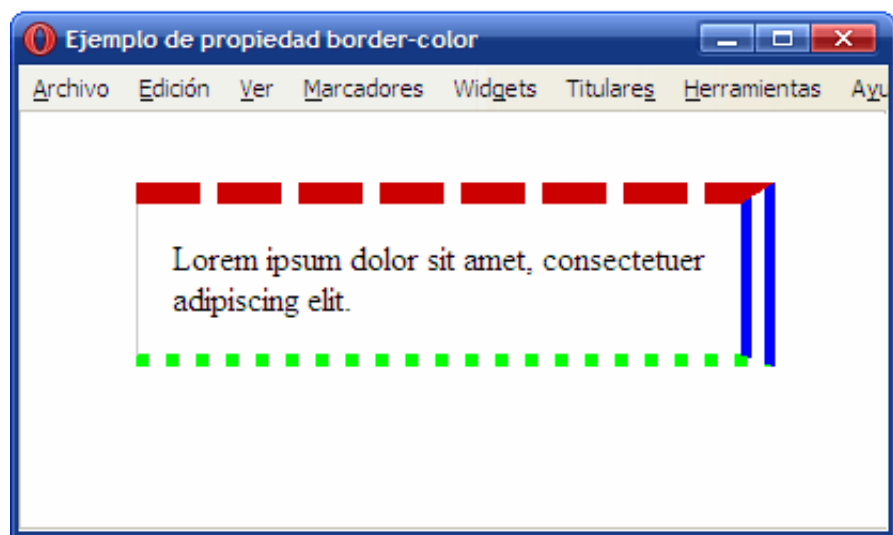 Ejemplo de propiedad border-color
Archivo Edición Ver Marcadores Widgets Titulares Herramientas Ayu
Lorem ipsum dolor sit amet, consectetuer
adipiscing elit.